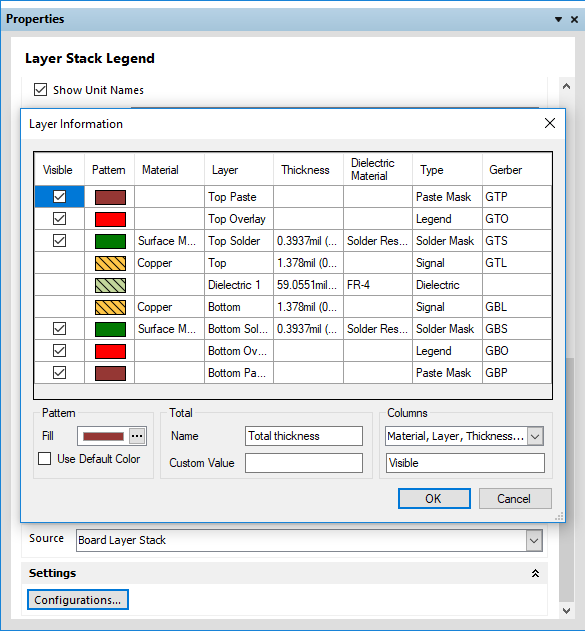 Properties
Layer Stack Legend
Show Unit Names
Layer Information
Visible Pattern Material Layer Thickness Dielectric Material Type Gerber
Top Paste Paste Mask GTP
Top Overlay Legend GTO
Surface M... Top Solder 0.3937mil (... Solder Res... Solder Mask GTS
Copper Top 1.378mil (0... Signal GTL
Dielectric 1 59.0551mil... FR-4 Dielectric
Copper Bottom 1.378mil (0... Signal GBL
Surface M... Bottom Sol... 0.3937mil (... Solder Res... Solder Mask GBS
Bottom Ov... Legend GBO
Bottom Pa... Paste Mask GBP
Pattern Total Columns
Fill ... Name Total thickness Material, Layer, Thickness...
Use Default Color Custom Value Visible
OK Cancel
Source Board Layer Stack
Settings
Configurations...